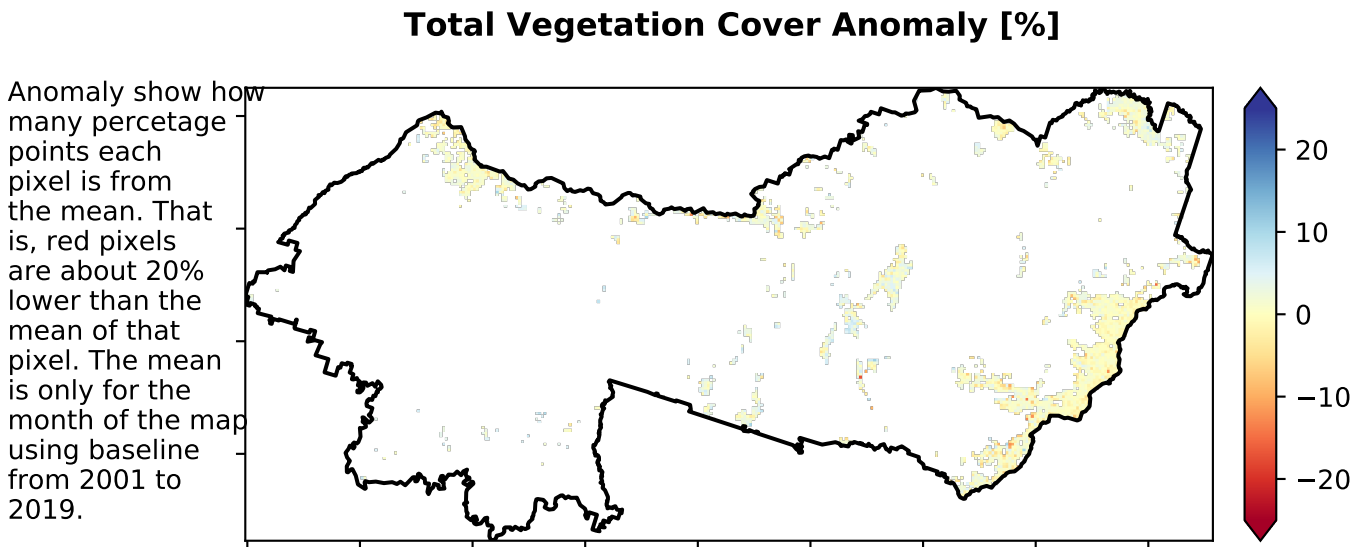 Total Vegetation Cover Anomaly [%]
Anomaly show how
many percetage
points each
pixel is from
the mean. That
is, red pixels
are about 20%
lower than the
mean of that
pixel. The mean
is only for the
month of the map
using baseline
from 2001 to
2019.
20
10
0
−10
−20